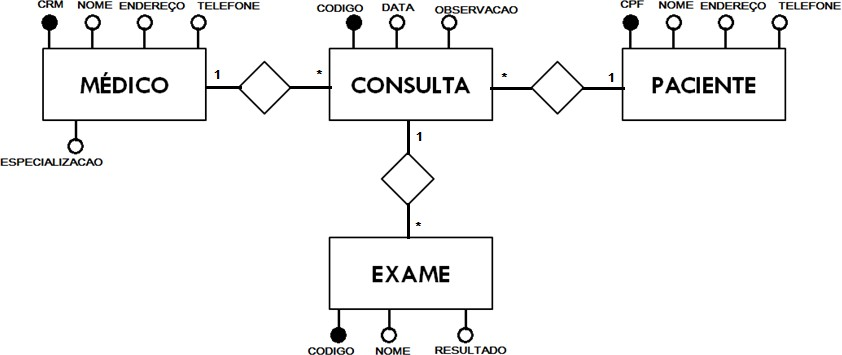 CRM NOME ENDEREÇO TELEFONE
CODIGO DATA OBSERVACAO
CPF NOME ENDEREÇO TELEFONE
MÉDICO 1 * CONSULTA * 1 PACIENTE
ESPECIALIZACAO
1
*
EXAME
CODIGO NOME RESULTADO